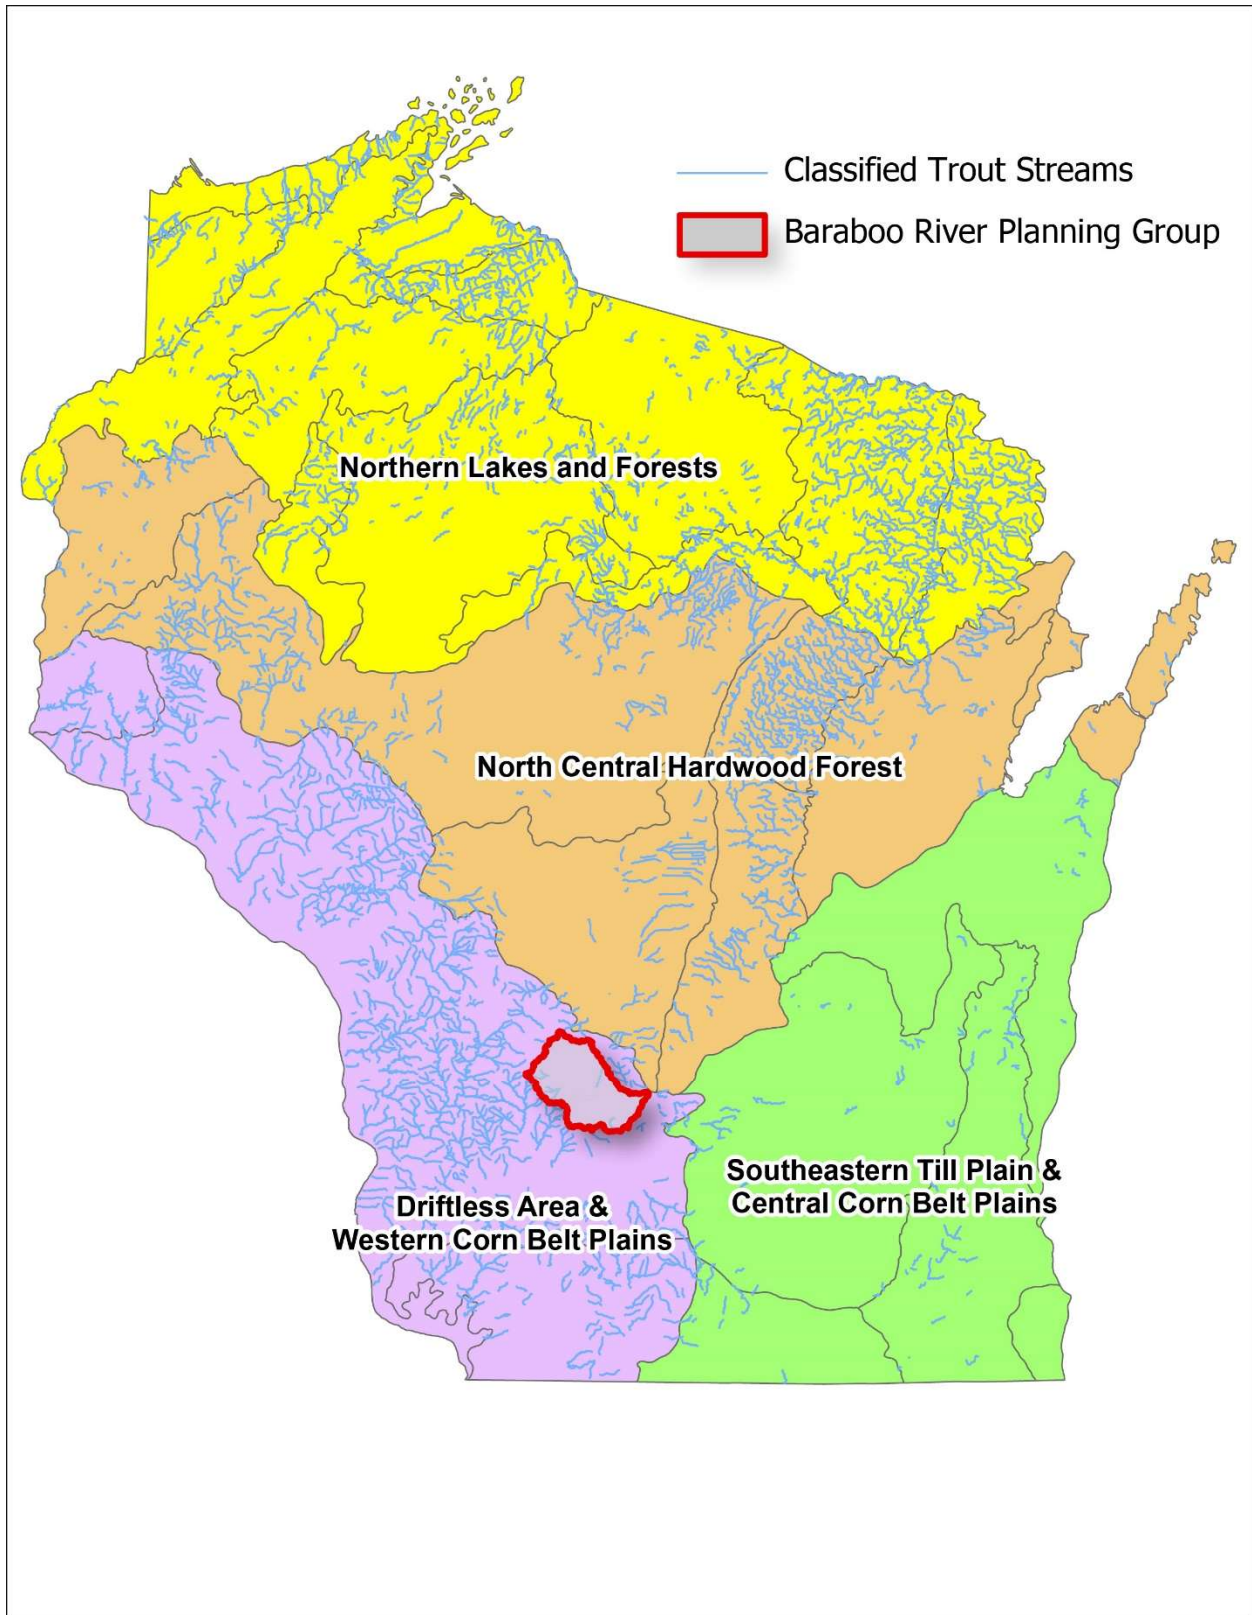 Classified Trout Streams
Baraboo River Planning Group
Northern Lakes and Forests
North Central Hardwood Forest
Southeastern Till Plain &
Central Corn Belt Plains
Driftless Area &
Western Corn Belt Plains